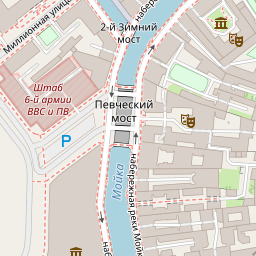 Миллионная улица
2-й Зимний
мост
Штаб
6-й армии
ВВС и ПВ
Певческий
мост
P
Мойка
набережная реки Мойки